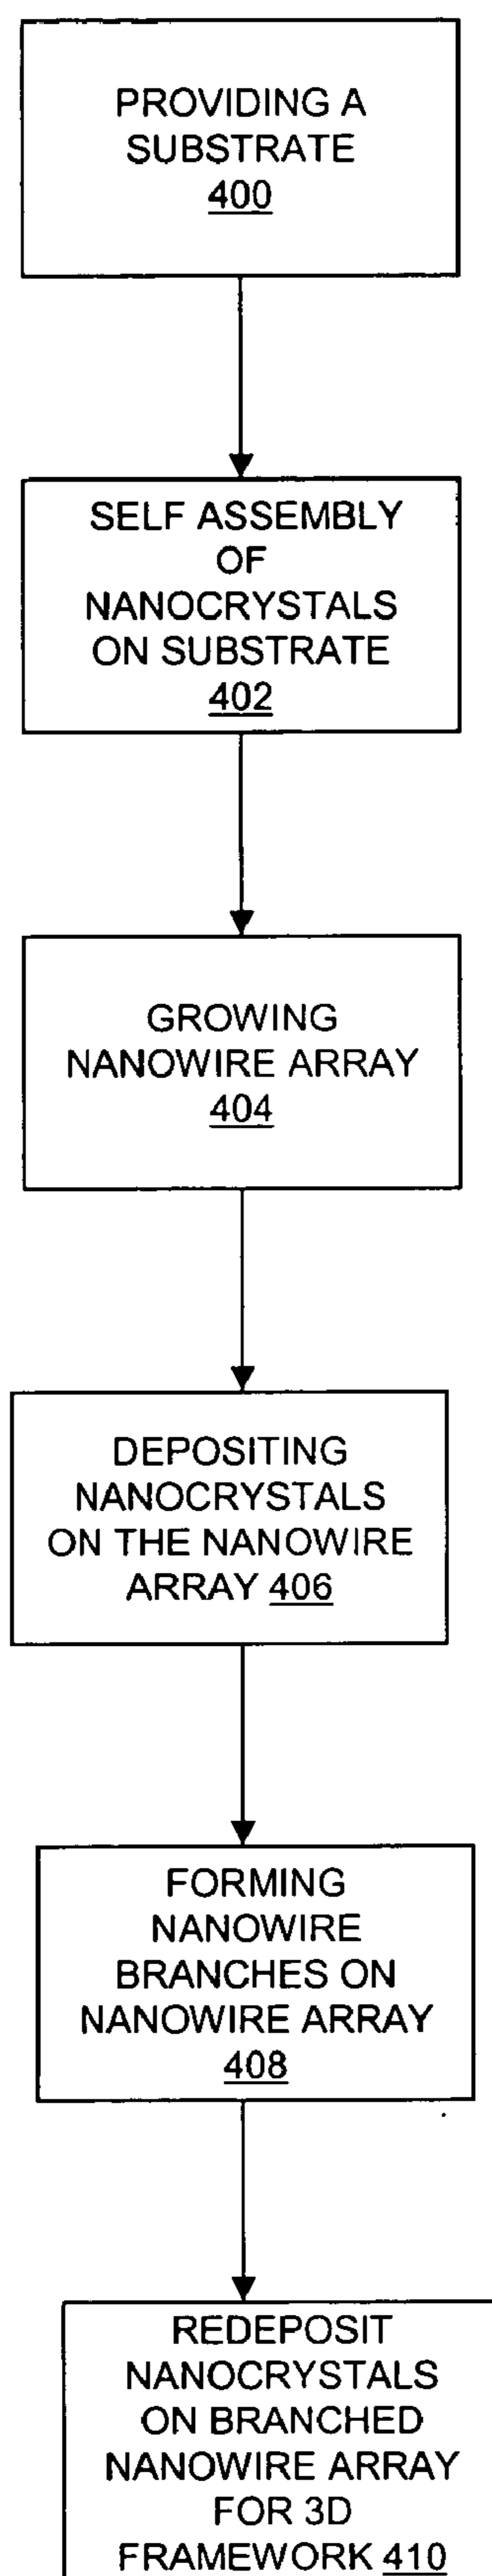 PROVIDING A
SUBSTRATE
400
SELF ASSEMBLY
OF
NANOCRYSTALS
ON SUBSTRATE
402
GROWING
NANOWIRE ARRAY
404
DEPOSITING
NANOCRYSTALS
ON THE NANOWIRE
ARRAY 406
FORMING
NANOWIRE
BRANCHES ON
NANOWIRE ARRAY
408
REDEPOSIT
NANOCRYSTALS
ON BRANCHED
NANOWIRE ARRAY
FOR 3D
FRAMEWORK 410